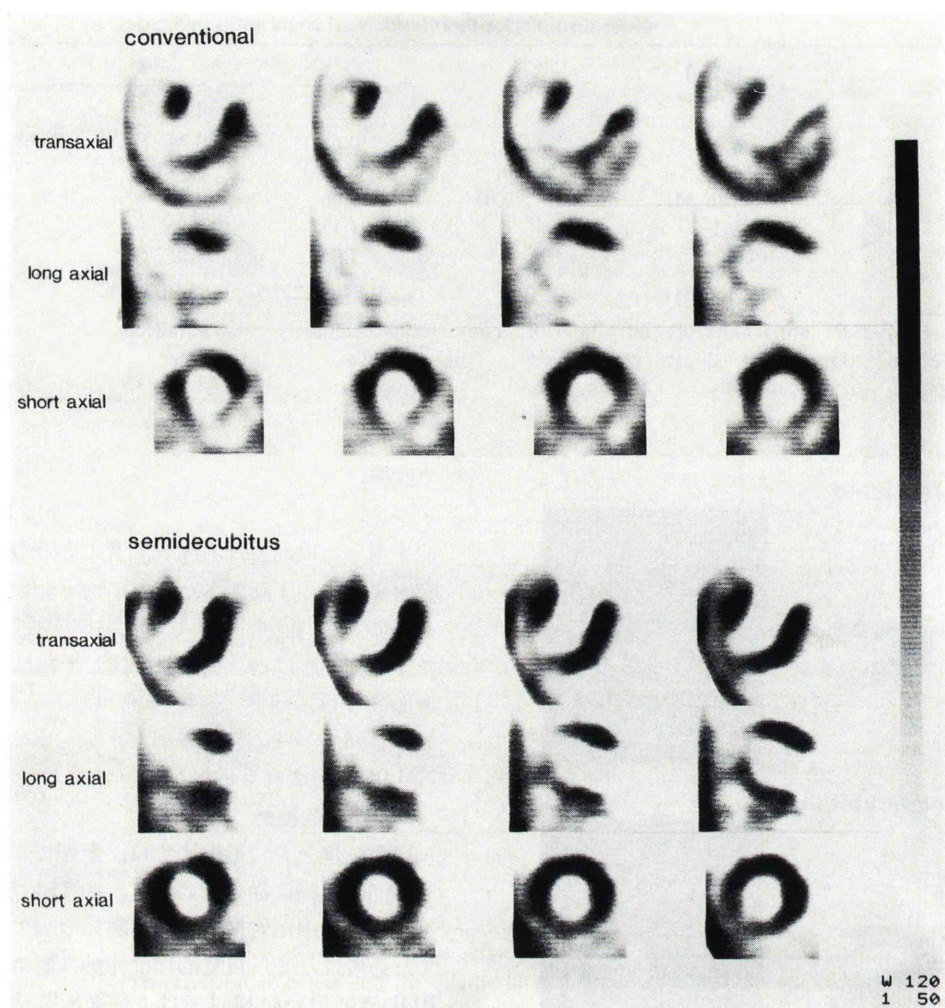 conventional
transaxial
long axial
short axial
semidecubitus
transaxial
long axial
short axial
W 120
1 50